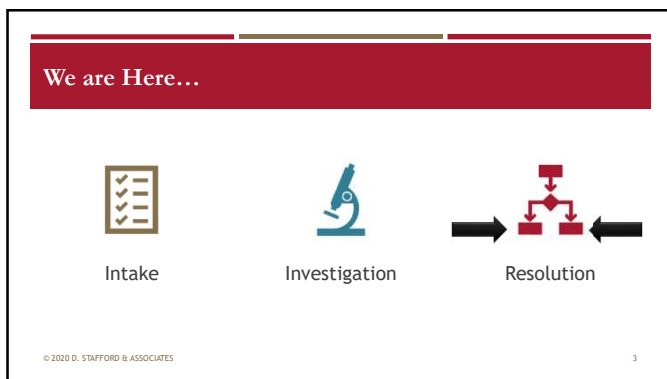 We are Here…
Intake
Investigation
Resolution
© 2020 D. STAFFORD & ASSOCIATES
3